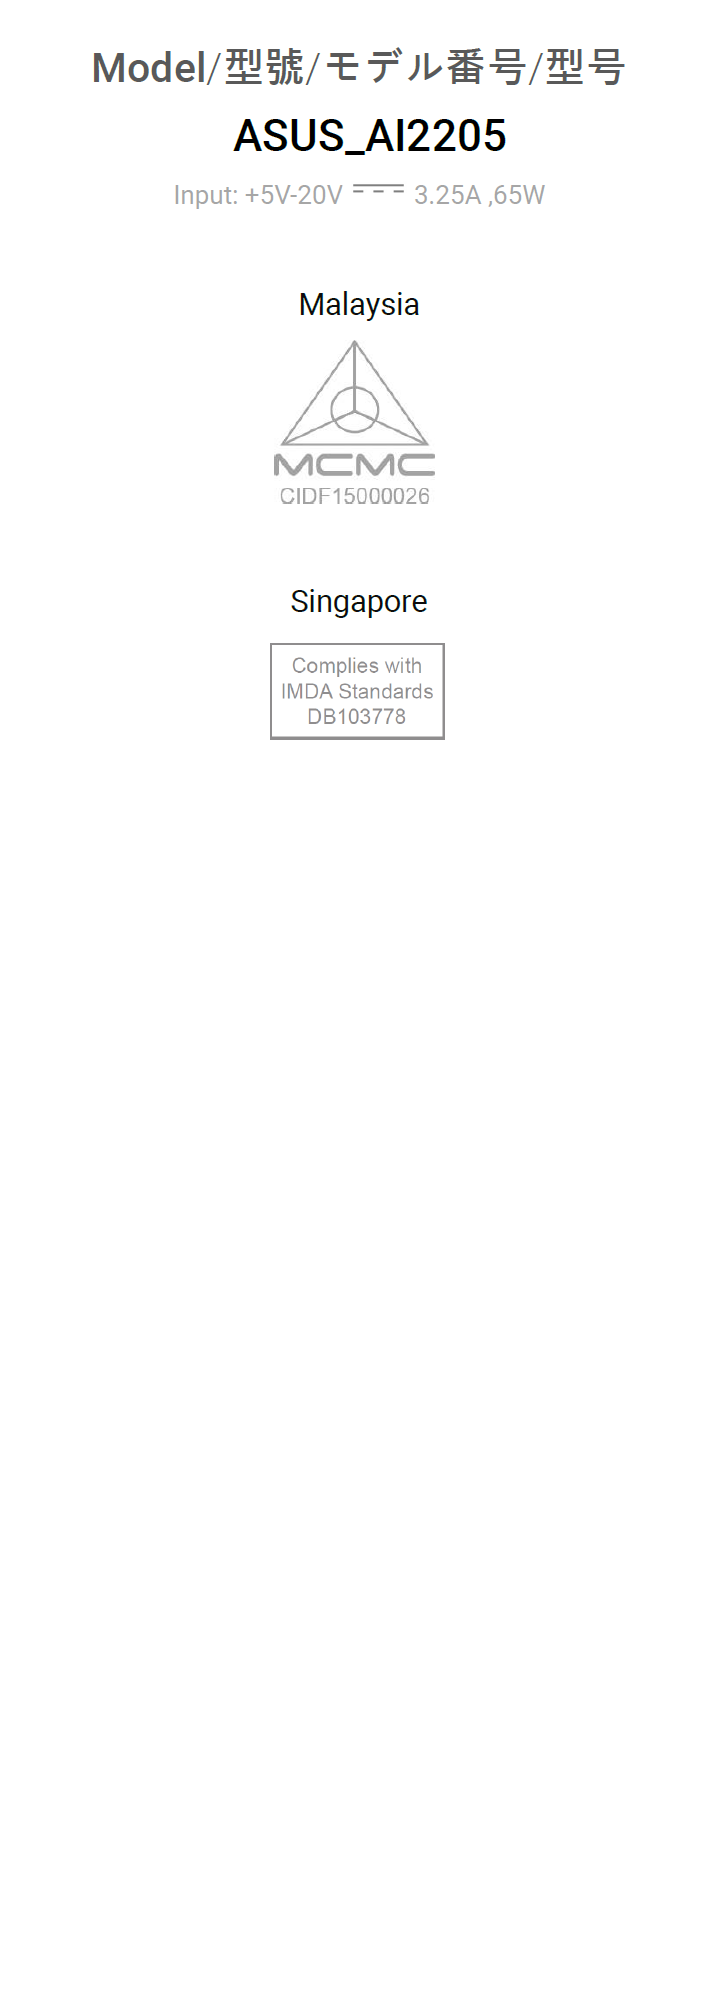 Model/型號/モデル番号/型号
ASUS_AI2205
Input: +5V-20V 3.25A ,65W
Malaysia
MCMC
CIDF15000026
Singapore
Complies with
IMDA Standards
DB103778